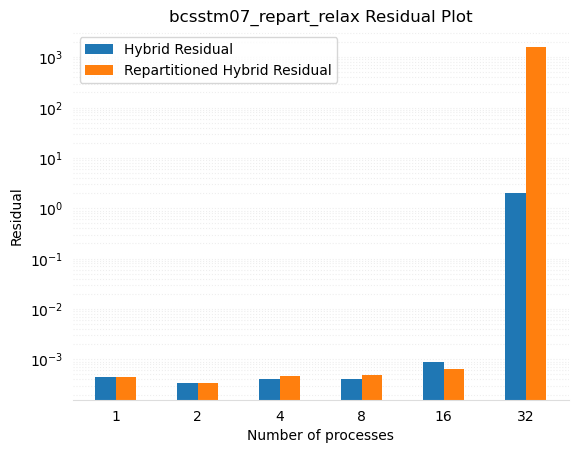 bcsstm07_repart_relax Residual Plot
Hybrid Residual
Repartitioned Hybrid Residual
Residual
10³
10²
10¹
10⁰
10⁻¹
10⁻²
10⁻³
1 2 4 8 16 32
Number of processes